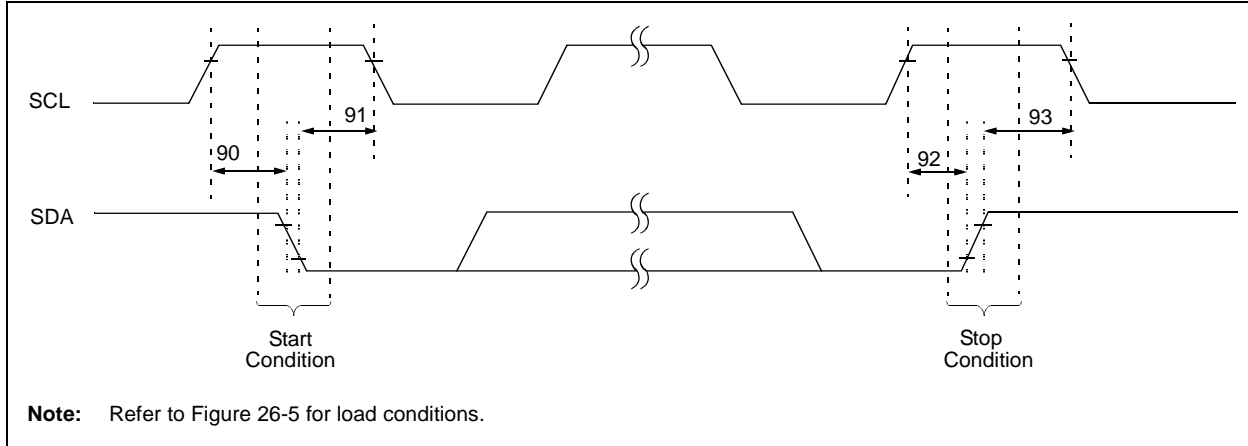 SCL
91
93
90
92
SDA
Start
Condition
Stop
Condition
Note: Refer to Figure 26-5 for load conditions.